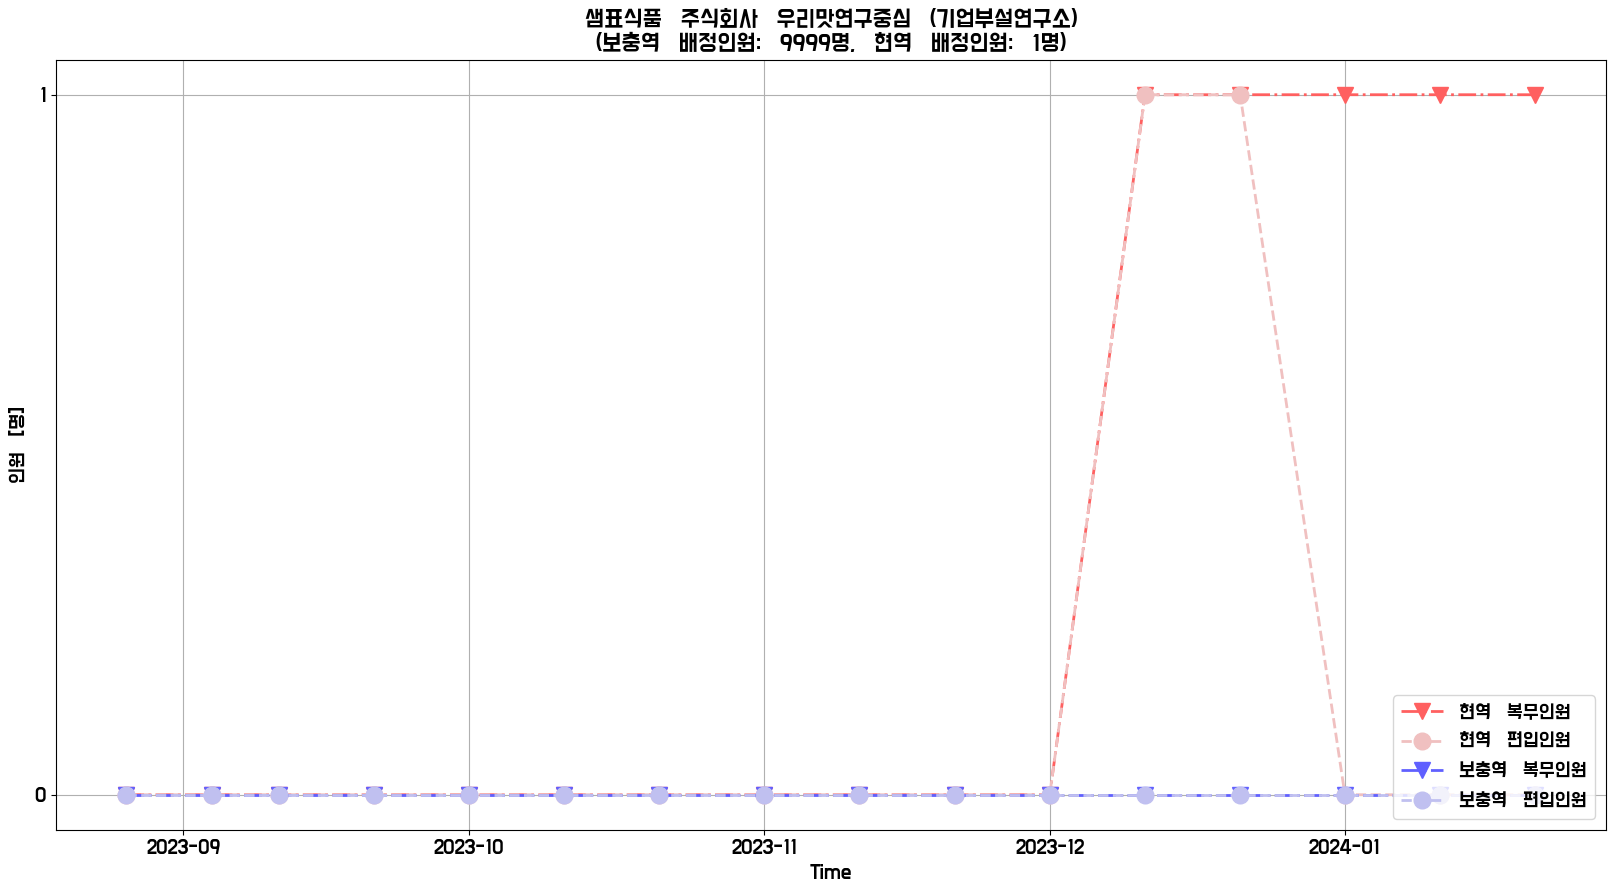 샘표식품 주식회사 우리맛연구중심 (기업부설연구소)
(보충역 배정인원: 9999명, 현역 배정인원: 1명)
1
0
인원 [명]
2023-09
2023-10
2023-11
2023-12
2024-01
Time
현역 복무인원
현역 편입인원
보충역 복무인원
보충역 편입인원